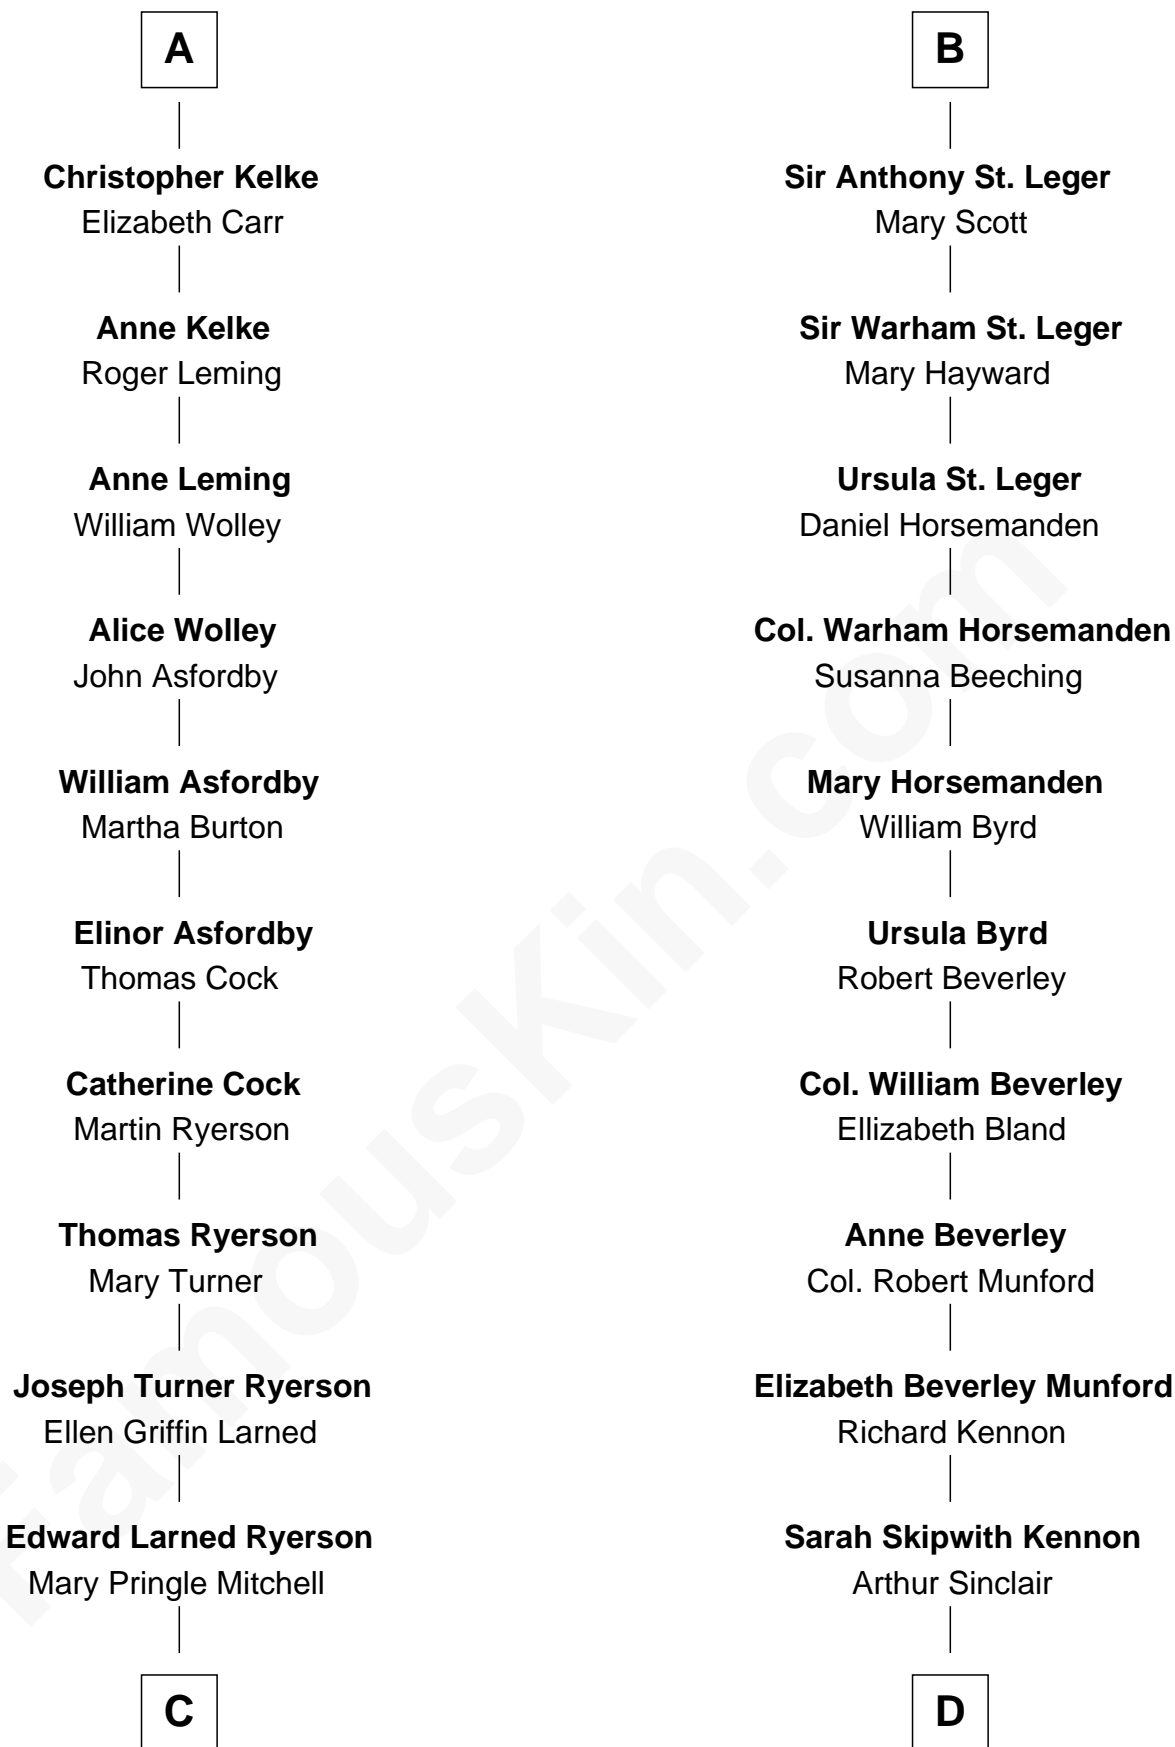 A
Christopher Kelke
Elizabeth Carr
Anne Kelke
Roger Leming
Anne Leming
William Wolley
Alice Wolley
John Asfordby
William Asfordby
Martha Burton
Elinor Asfordby
Thomas Cock
Catherine Cock
Martin Ryerson
Thomas Ryerson
Mary Turner
Joseph Turner Ryerson
Ellen Griffin Larned
Edward Larned Ryerson
Mary Pringle Mitchell
C
B
Sir Anthony St. Leger
Mary Scott
Sir Warham St. Leger
Mary Hayward
Ursula St. Leger
Daniel Horsemanden
Col. Warham Horsemanden
Susanna Beeching
Mary Horsemanden
William Byrd
Ursula Byrd
Robert Beverley
Col. William Beverley
Ellizabeth Bland
Anne Beverley
Col. Robert Munford
Elizabeth Beverley Munford
Richard Kennon
Sarah Skipwith Kennon
Arthur Sinclair
D
FamousKin.com